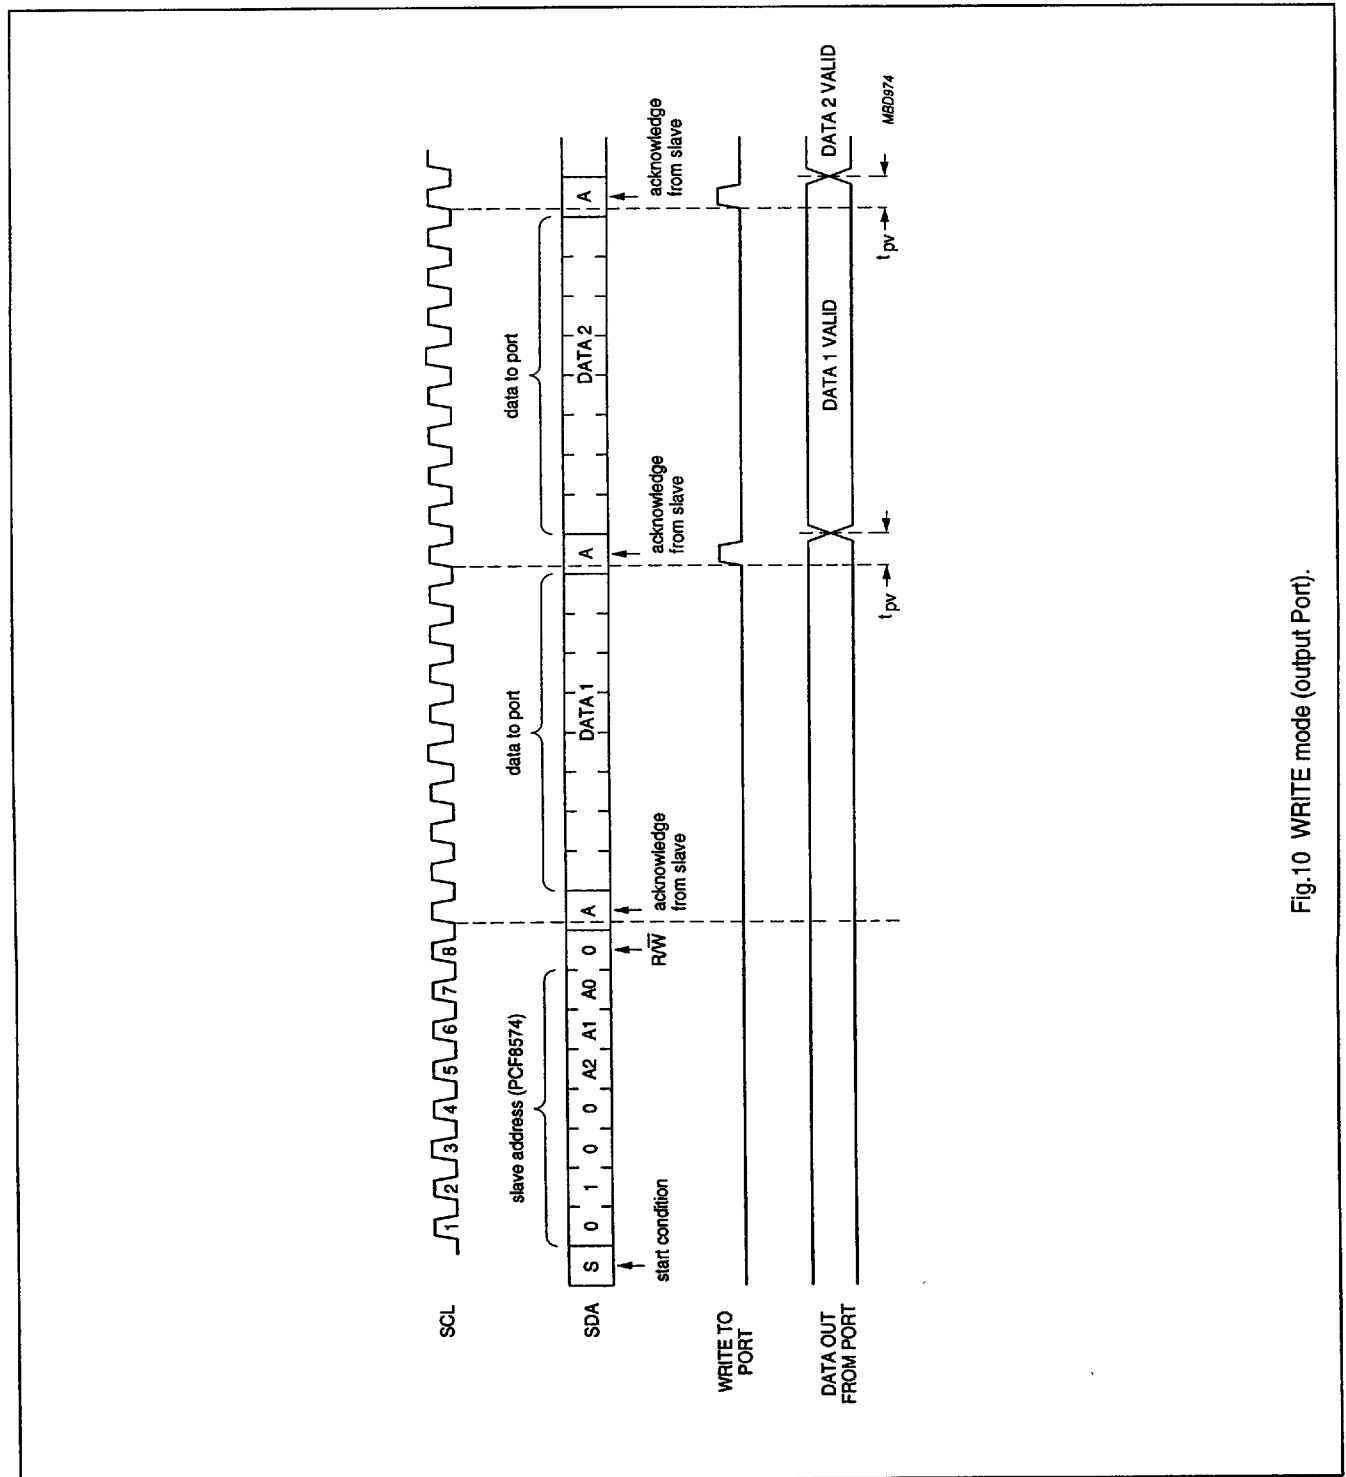 SCL
1 2 3 4 5 6 7 8
slave address (PCF8574)
data to port
data to port
SDA
S 0 1 0 0 A2 A1 A0 0 A DATA 1 A DATA 2 A
start condition
R/W̅
acknowledge
from slave
acknowledge
from slave
acknowledge
from slave
WRITE TO
PORT
DATA OUT
FROM PORT
DATA 1 VALID
DATA 2 VALID
tpv
tpv
MBD974
Fig.10 WRITE mode (output Port).